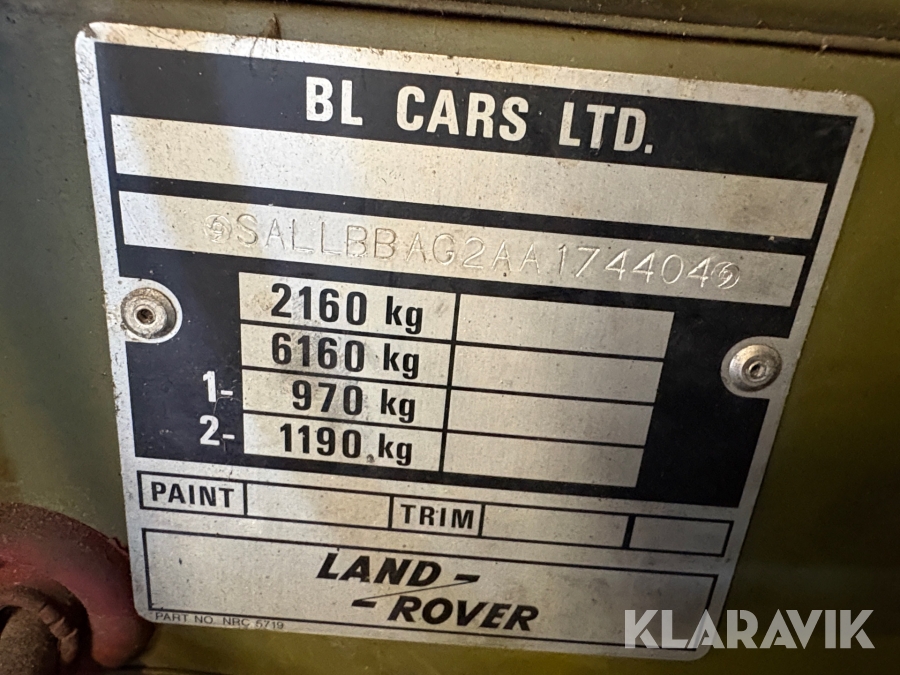 BL CARS LTD.
SALLBBAG2AA174404
2160 kg
6160 kg
1- 970 kg
2- 1190 kg
PAINT TRIM
LAND-
-ROVER
PART NO. NRC 5719
KLARAVIK